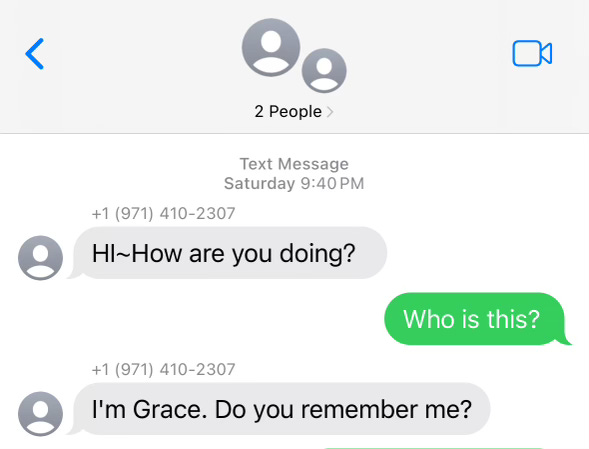 2 People
Text Message
Saturday 9:40 PM
+1 (971) 410-2307
HI~How are you doing?
Who is this?
+1 (971) 410-2307
I'm Grace. Do you remember me?